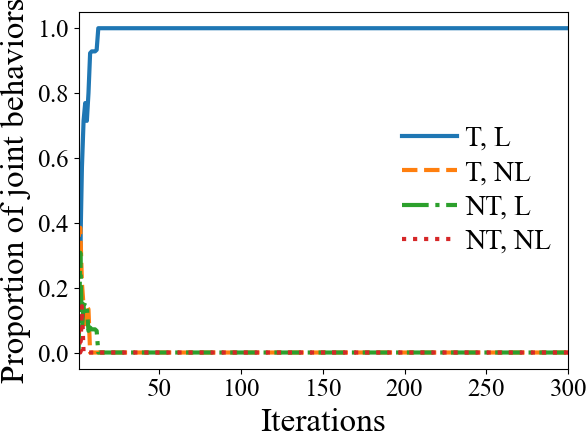 Proportion of joint behaviors
1.0
0.8
0.6
0.4
0.2
0.0
T, L
T, NL
NT, L
NT, NL
50 100 150 200 250 300
Iterations